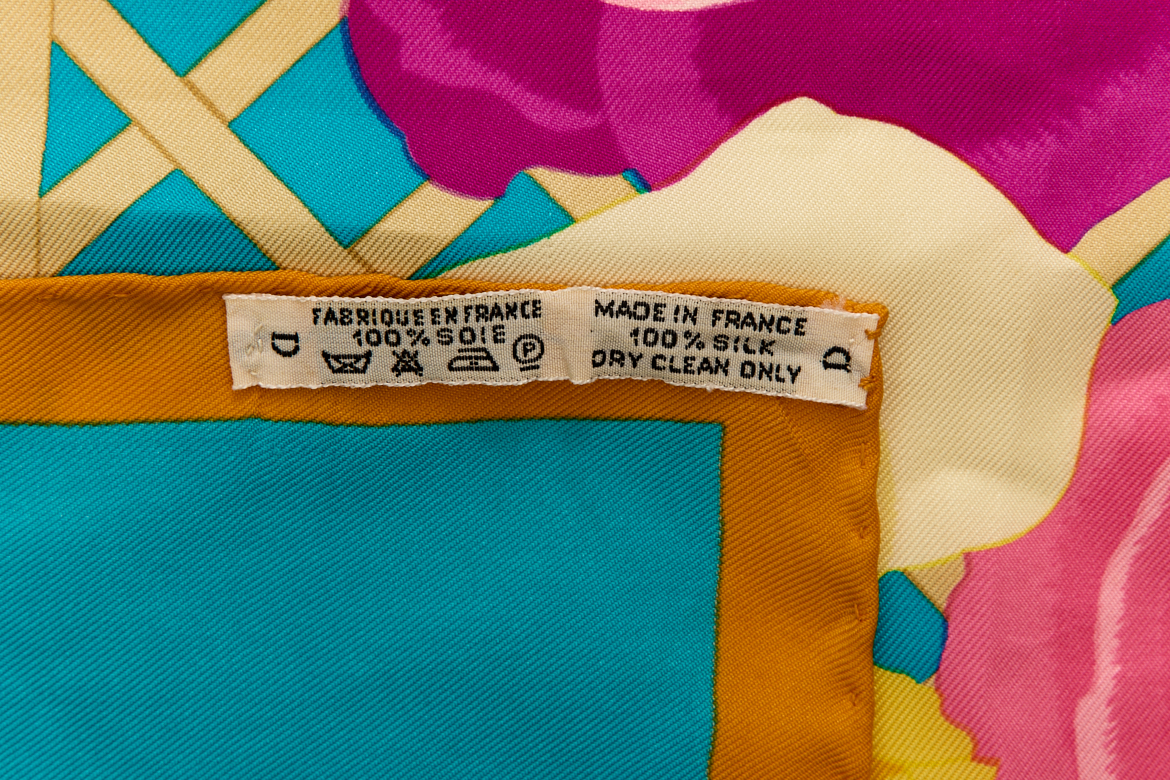 D
FABRIQUE EN FRANCE
100% SOIE
P
MADE IN FRANCE
100% SILK
DRY CLEAN ONLY
D